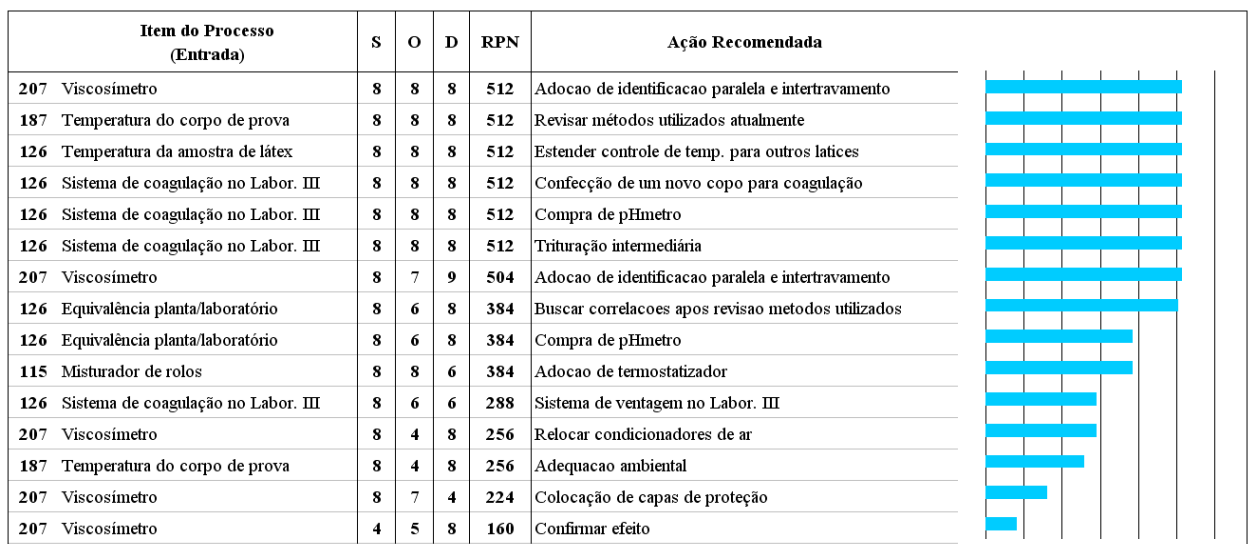 Item do Processo (Entrada) S O D RPN Ação Recomendada
207 Viscosímetro 8 8 8 512 Adocao de identificacao paralela e intertravamento
187 Temperatura do corpo de prova 8 8 8 512 Revisar métodos utilizados atualmente
126 Temperatura da amostra de látex 8 8 8 512 Estender controle de temp. para outros latices
126 Sistema de coagulação no Labor. III 8 8 8 512 Confecção de um novo copo para coagulação
126 Sistema de coagulação no Labor. III 8 8 8 512 Compra de pHmetro
126 Sistema de coagulação no Labor. III 8 8 8 512 Trituração intermediária
207 Viscosímetro 8 7 9 504 Adocao de identificacao paralela e intertravamento
126 Equivalência planta/laboratório 8 6 8 384 Buscar correlacoes apos revisao metodos utilizados
126 Equivalência planta/laboratório 8 6 8 384 Compra de pHmetro
115 Misturador de rolos 8 8 6 384 Adocao de termostatizador
126 Sistema de coagulação no Labor. III 8 6 6 288 Sistema de ventagem no Labor. III
207 Viscosímetro 8 4 8 256 Relocar condicionadores de ar
187 Temperatura do corpo de prova 8 4 8 256 Adequacao ambiental
207 Viscosímetro 8 7 4 224 Colocação de capas de proteção
207 Viscosímetro 4 5 8 160 Confirmar efeito